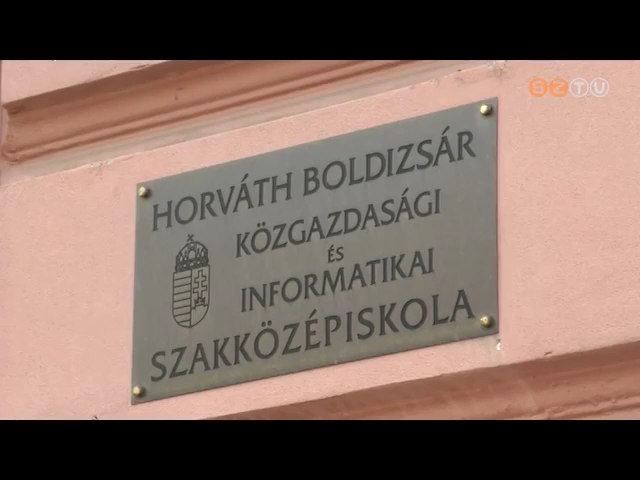 SZTV
HORVÁTH BOLDIZSÁR
KÖZGAZDASÁGI
ÉS
INFORMATIKAI
SZAKKÖZÉPISKOLA